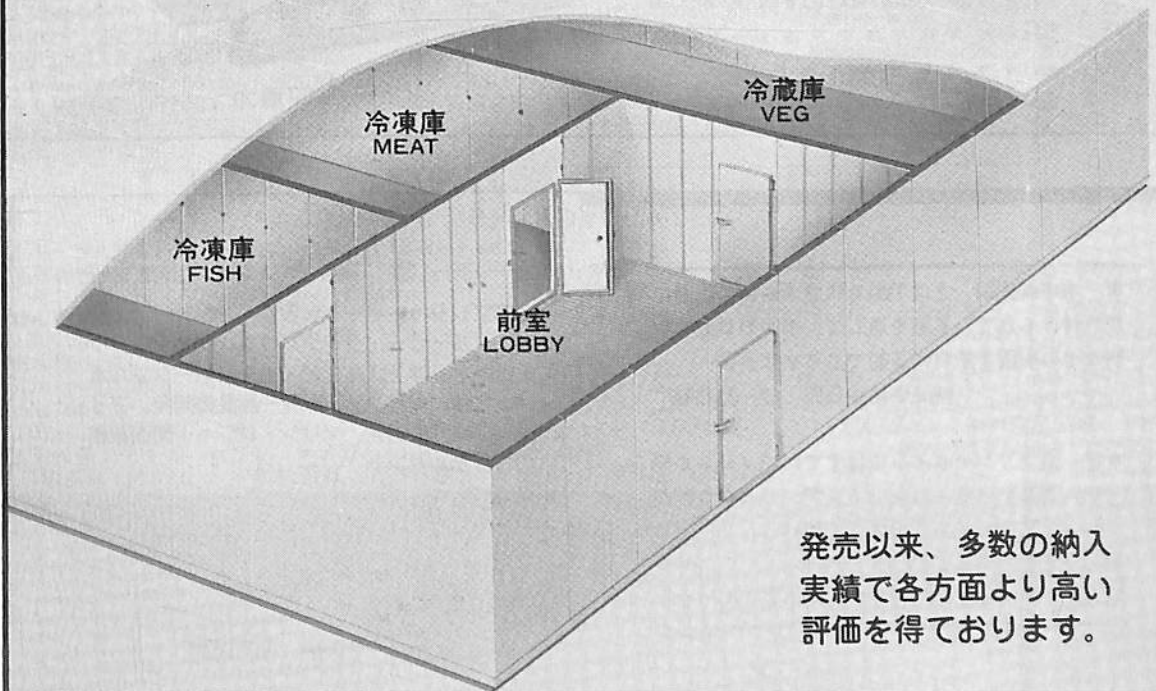 冷蔵庫
VEG
冷凍庫
MEAT
冷凍庫
FISH
前室
LOBBY
発売以来、多数の納入
実績で各方面より高い
評価を得ております。